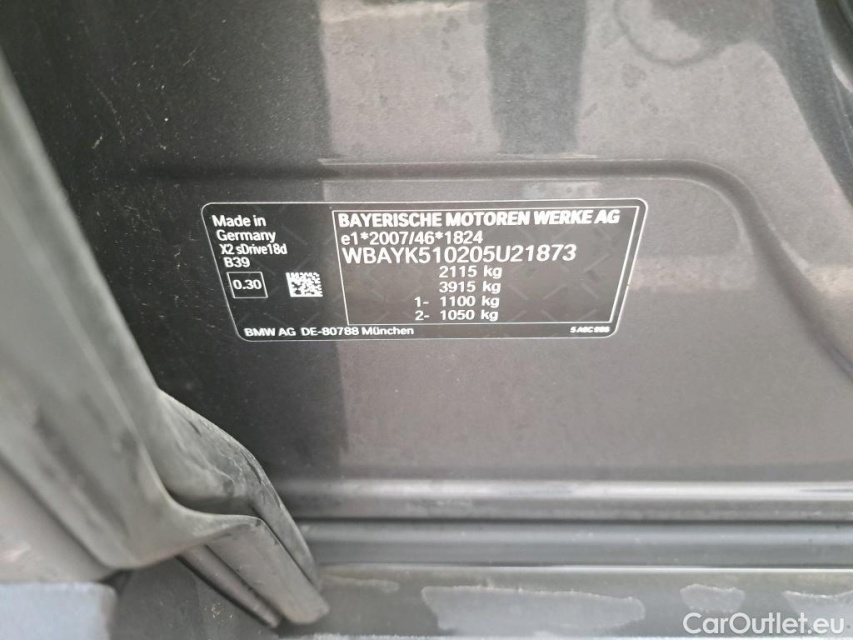 Made in
Germany
X2 sDrive18d
B39
0.30
BAYERISCHE MOTOREN WERKE AG
e1*2007/46*1824
WBAYK510205U21873
2115 kg
3915 kg
1- 1100 kg
2- 1050 kg
BMW AG DE-80788 München
CarOutlet.eu